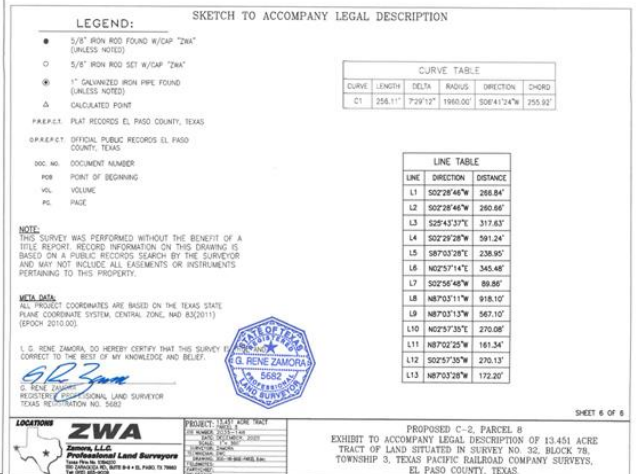 SKETCH TO ACCOMPANY LEGAL DESCRIPTION
LEGEND:
5/8" IRON ROD FOUND W/CAP "ZWA"
(UNLESS NOTED)
5/8" IRON ROD SET W/CAP "ZWA"
1" GALVANIZED IRON PIPE FOUND
(UNLESS NOTED)
CALCULATED POINT
P.R.E.P.C.T. PLAT RECORDS EL PASO COUNTY, TEXAS
O.P.R.E.P.C.T. OFFICIAL PUBLIC RECORDS EL PASO
COUNTY, TEXAS
DOC. NO. DOCUMENT NUMBER
POB POINT OF BEGINNING
VOL. VOLUME
PG. PAGE
NOTE:
THIS SURVEY WAS PERFORMED WITHOUT THE BENEFIT OF A
TITLE REPORT. RECORD INFORMATION ON THIS DRAWING IS
BASED ON A PUBLIC RECORDS SEARCH BY THE SURVEYOR
AND MAY NOT INCLUDE ALL EASEMENTS OR INSTRUMENTS
PERTAINING TO THIS PROPERTY.
META DATA:
ALL PROJECT COORDINATES ARE BASED ON THE TEXAS STATE
PLANE COORDINATE SYSTEM, CENTRAL ZONE, NAD 83(2011)
(EPOCH 2010.00).
I, G. RENE ZAMORA, DO HEREBY CERTIFY THAT THIS SURVEY IS AND
CORRECT TO THE BEST OF MY KNOWLEDGE AND BELIEF.
G. RENE ZAMORA
REGISTERED PROFESSIONAL LAND SURVEYOR
TEXAS REGISTRATION NO. 5682
STATE OF TEXAS
REGISTERED
G. RENE ZAMORA
5682
PROFESSIONAL
LAND SURVEYOR
CURVE TABLE
CURVE LENGTH DELTA RADIUS DIRECTION CHORD
C1 256.11' 7°29'12" 1960.00' S06°41'24"W 255.92'
LINE TABLE
LINE DIRECTION DISTANCE
L1 S02°28'46"W 266.84'
L2 S02°28'46"W 260.66'
L3 S25°43'37"E 317.63'
L4 S02°29'28"W 591.24'
L5 S87°03'28"E 238.95'
L6 N02°57'14"E 345.48'
L7 S02°56'48"W 89.86'
L8 N87°03'11"W 918.10'
L9 N87°03'13"W 567.10'
L10 N02°57'35"E 270.08'
L11 N87°02'25"W 161.34'
L12 S02°57'35"W 270.13'
L13 N87°03'28"W 172.20'
SHEET 6 OF 6
LOCATIONS
ZWA
Zamora, L.L.C.
Professional Land Surveyors
PROJECT: 13.451 ACRE TRACT
PROPOSED C-2, PARCEL 8
EXHIBIT TO ACCOMPANY LEGAL DESCRIPTION OF 13.451 ACRE
TRACT OF LAND SITUATED IN SURVEY NO. 32, BLOCK 78,
TOWNSHIP 3, TEXAS PACIFIC RAILROAD COMPANY SURVEYS,
EL PASO COUNTY, TEXAS